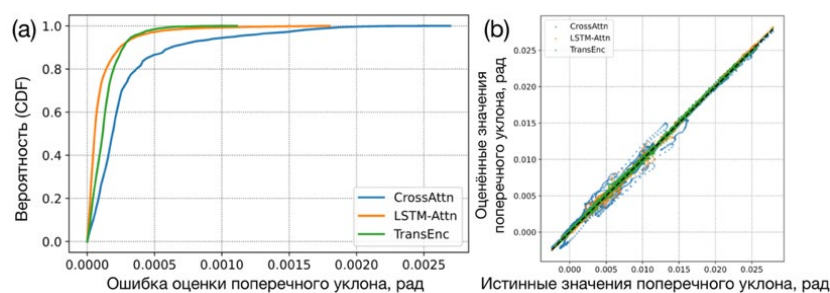 (a)
Вероятность (CDF)
1.0
0.8
0.6
0.4
0.2
0.0
CrossAttn
LSTM-Attn
TransEnc
0.0000 0.0005 0.0010 0.0015 0.0020 0.0025
Ошибка оценки поперечного уклона, рад
(b)
Оценённые значения
поперечного уклона, рад
0.025
0.020
0.015
0.010
0.005
0.000
CrossAttn
LSTM-Attn
TransEnc
0.000 0.005 0.010 0.015 0.020 0.025
Истинные значения поперечного уклона, рад